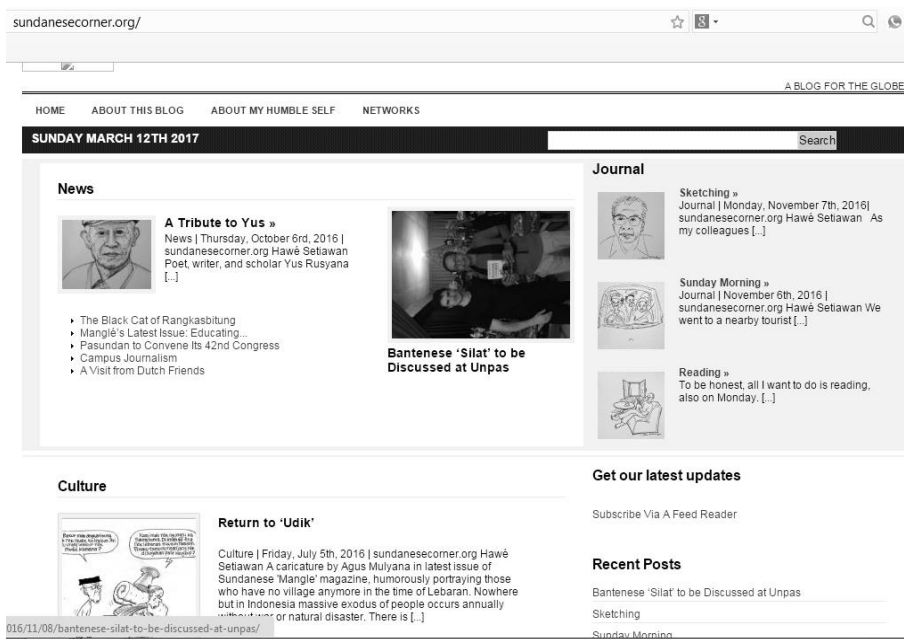 sundanesecorner.org/
8
A BLOG FOR THE GLOBE
HOME ABOUT THIS BLOG ABOUT MY HUMBLE SELF NETWORKS
SUNDAY MARCH 12TH 2017
Search
News
A Tribute to Yus »
News | Thursday, October 6rd, 2016 |
sundanesecorner.org Hawé Setiawan
Poet, writer, and scholar Yus Rusyana
[...]
The Black Cat of Rangkasbitung
Manglé's Latest Issue: Educating...
Pasundan to Convene Its 42nd Congress
Campus Journalism
A Visit from Dutch Friends
Bantenese ‘Silat’ to be
Discussed at Unpas
Journal
Sketching »
Journal | Monday, November 7th, 2016|
sundanesecorner.org Hawé Setiawan As
my colleagues [...]
Sunday Morning »
Journal | November 6th, 2016 |
sundanesecorner.org Hawé Setiawan We
went to a nearby tourist [...]
Reading »
To be honest, all I want to do is reading,
also on Monday. [...]
Culture
Return to ‘Udik’
Culture | Friday, July 5th, 2016 | sundanesecorner.org Hawé
Setiawan A caricature by Agus Mulyana in latest issue of
Sundanese 'Mangle' magazine, humorously portraying those
who have no village anymore in the time of Lebaran. Nowhere
but in Indonesia massive exodus of people occurs annually
without war or natural disaster. There is [...]
Get our latest updates
Subscribe Via A Feed Reader
Recent Posts
Bantenese ‘Silat’ to be Discussed at Unpas
Sketching
Sunday Morning
016/11/08/bantenese-silat-to-be-discussed-at-unpas/